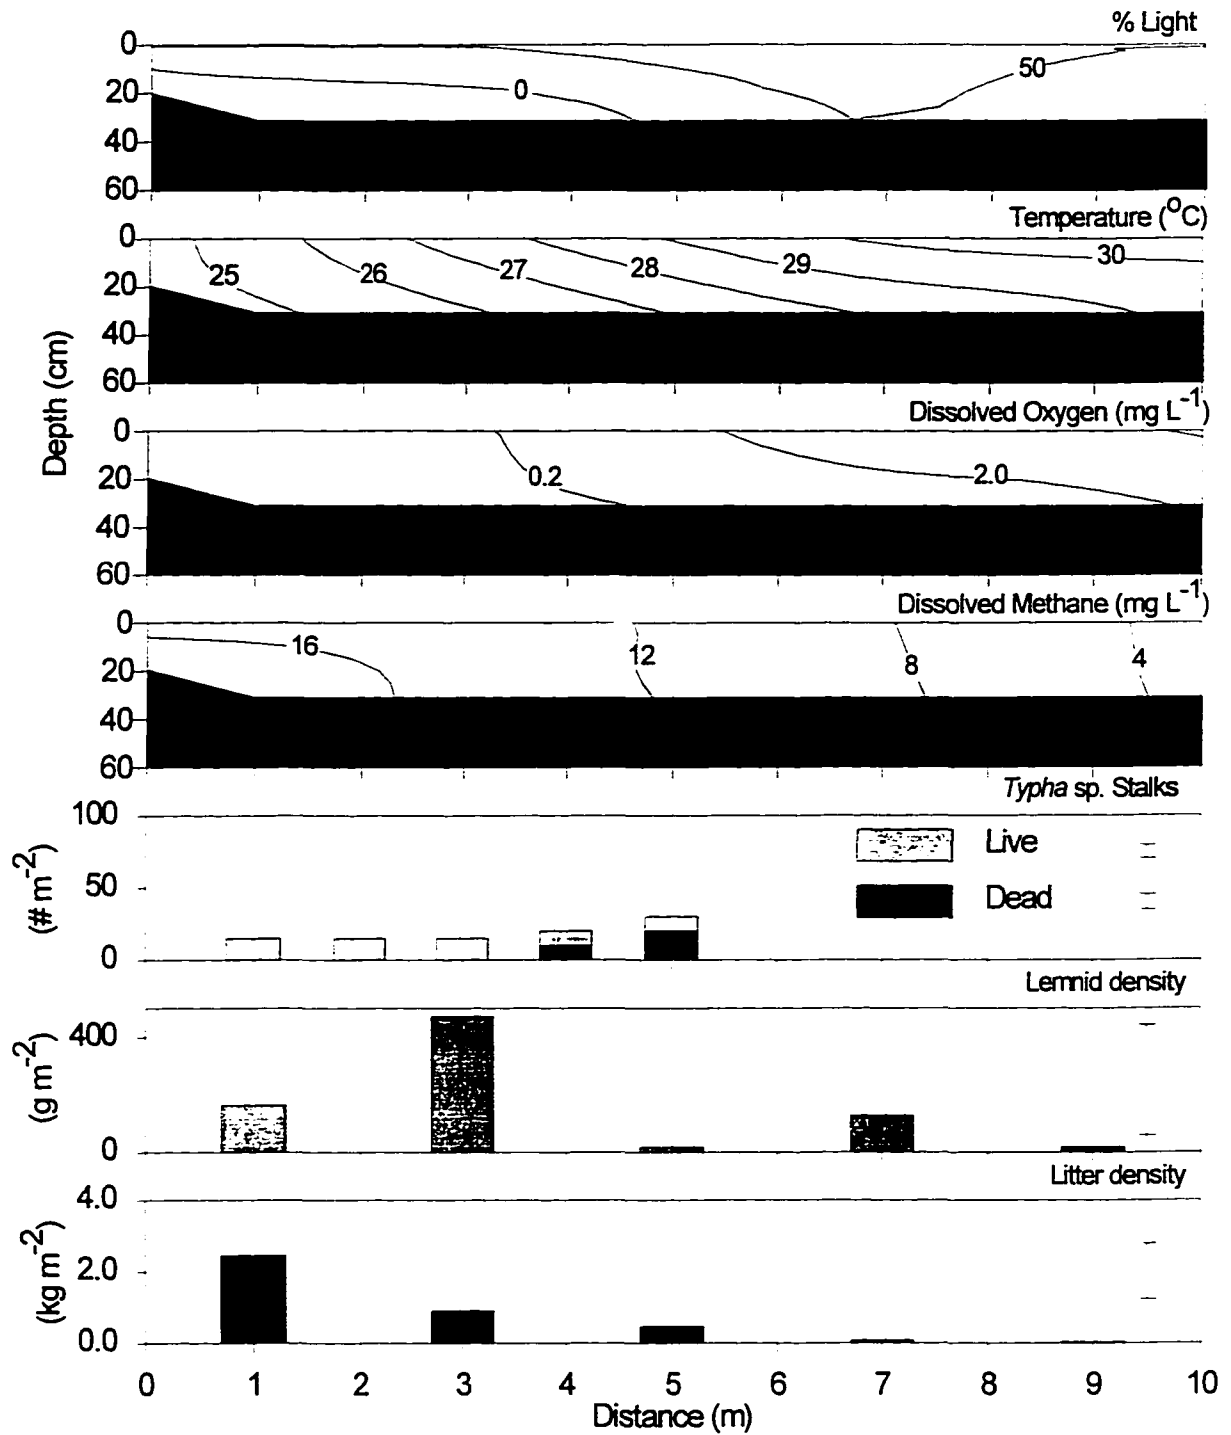 % Light
0
20
40
60
0
50
Temperature (°C)
0
20
40
60
25
26
27
28
29
30
Depth (cm)
Dissolved Oxygen (mg L⁻¹)
0
20
40
60
0.2
2.0
Dissolved Methane (mg L⁻¹)
0
20
40
60
16
12
8
4
Typha sp. Stalks
(# m⁻²)
100
50
0
Live
Dead
Lemnid density
(g m⁻²)
400
0
Litter density
(kg m⁻²)
4.0
2.0
0.0
0 1 2 3 4 5 6 7 8 9 10
Distance (m)